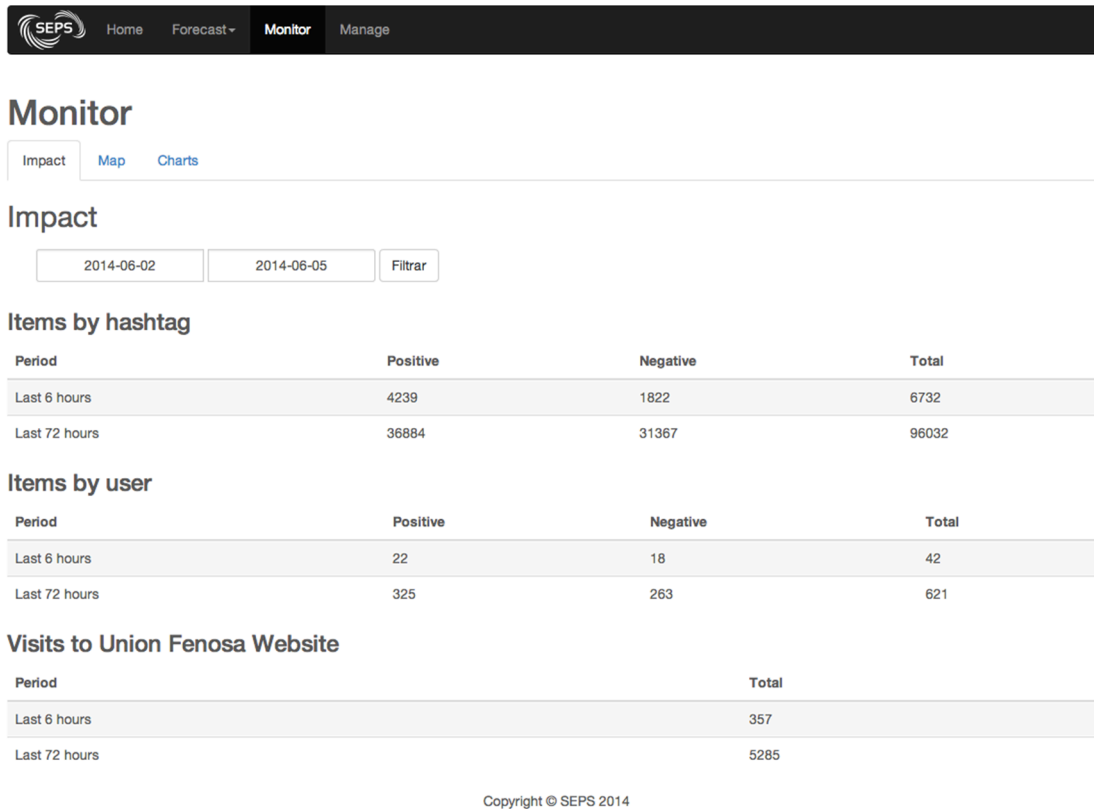 SEPS Home Forecast Monitor Manage
Monitor
Impact Map Charts
Impact
2014-06-02 2014-06-05 Filtrar
Items by hashtag
Period Positive Negative Total
Last 6 hours 4239 1822 6732
Last 72 hours 36884 31367 96032
Items by user
Period Positive Negative Total
Last 6 hours 22 18 42
Last 72 hours 325 263 621
Visits to Union Fenosa Website
Period Total
Last 6 hours 357
Last 72 hours 5285
Copyright © SEPS 2014